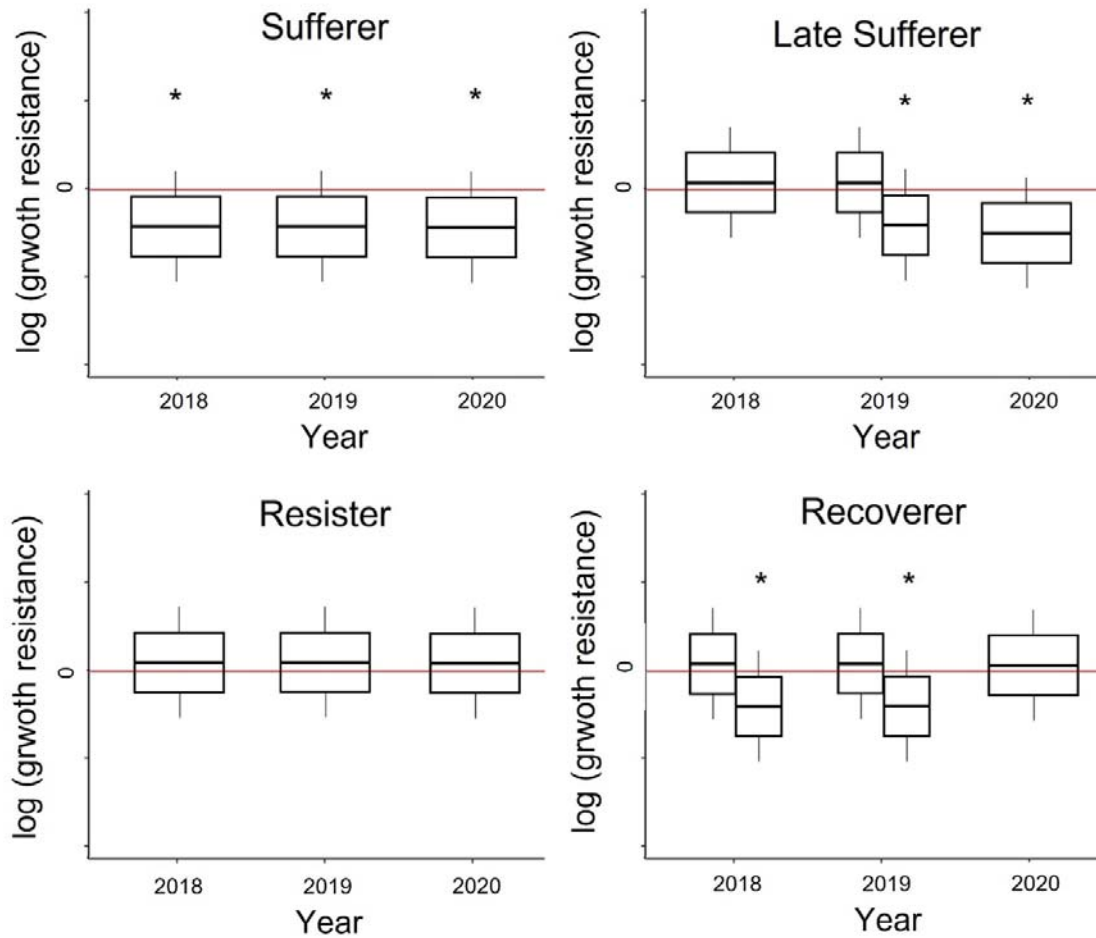 Sufferer
log (grwoth resistance)
0
* * *
2018 2019 2020
Year
Late Sufferer
log (grwoth resistance)
0
* *
2018 2019 2020
Year
Resister
log (grwoth resistance)
0
2018 2019 2020
Year
Recoverer
log (grwoth resistance)
0
* *
2018 2019 2020
Year